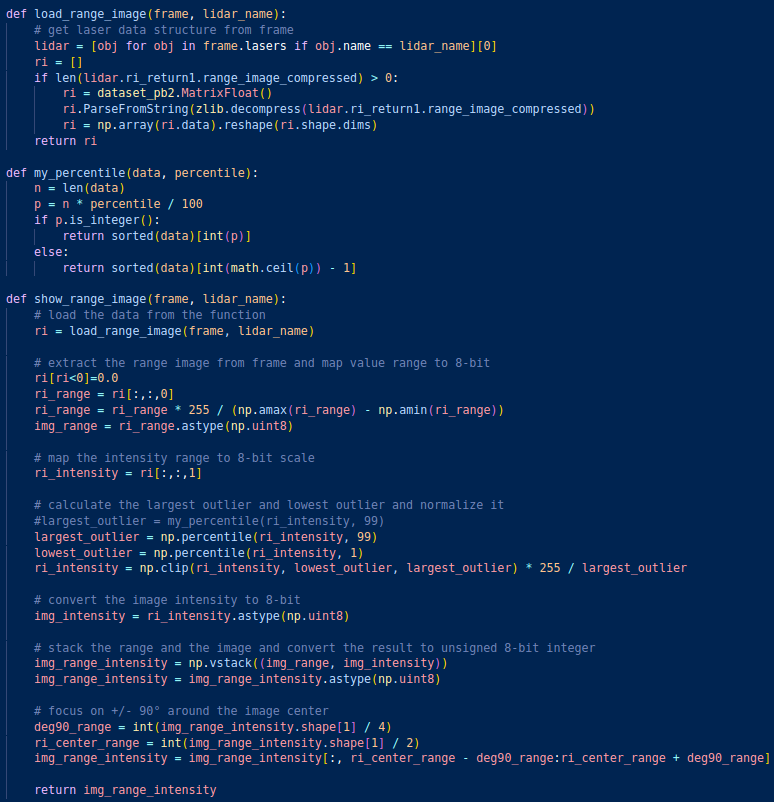 def load_range_image(frame, lidar_name):
    # get laser data structure from frame
    lidar = [obj for obj in frame.lasers if obj.name == lidar_name][0]
    ri = []
    if len(lidar.ri_return1.range_image_compressed) > 0:
        ri = dataset_pb2.MatrixFloat()
        ri.ParseFromString(zlib.decompress(lidar.ri_return1.range_image_compressed))
        ri = np.array(ri.data).reshape(ri.shape.dims)
    return ri

def my_percentile(data, percentile):
    n = len(data)
    p = n * percentile / 100
    if p.is_integer():
        return sorted(data)[int(p)]
    else:
        return sorted(data)[int(math.ceil(p)) - 1]

def show_range_image(frame, lidar_name):
    # load the data from the function
    ri = load_range_image(frame, lidar_name)

    # extract the range image from frame and map value range to 8-bit
    ri[ri<0]=0.0
    ri_range = ri[:,:,0]
    ri_range = ri_range * 255 / (np.amax(ri_range) - np.amin(ri_range))
    img_range = ri_range.astype(np.uint8)

    # map the intensity range to 8-bit scale
    ri_intensity = ri[:,:,1]

    # calculate the largest outlier and lowest outlier and normalize it
    #largest_outlier = my_percentile(ri_intensity, 99)
    largest_outlier = np.percentile(ri_intensity, 99)
    lowest_outlier = np.percentile(ri_intensity, 1)
    ri_intensity = np.clip(ri_intensity, lowest_outlier, largest_outlier) * 255 / largest_outlier

    # convert the image intensity to 8-bit
    img_intensity = ri_intensity.astype(np.uint8)

    # stack the range and the image and convert the result to unsigned 8-bit integer
    img_range_intensity = np.vstack((img_range, img_intensity))
    img_range_intensity = img_range_intensity.astype(np.uint8)

    # focus on +/- 90° around the image center
    deg90_range = int(img_range_intensity.shape[1] / 4)
    ri_center_range = int(img_range_intensity.shape[1] / 2)
    img_range_intensity = img_range_intensity[:, ri_center_range - deg90_range:ri_center_range + deg90_range]

    return img_range_intensity